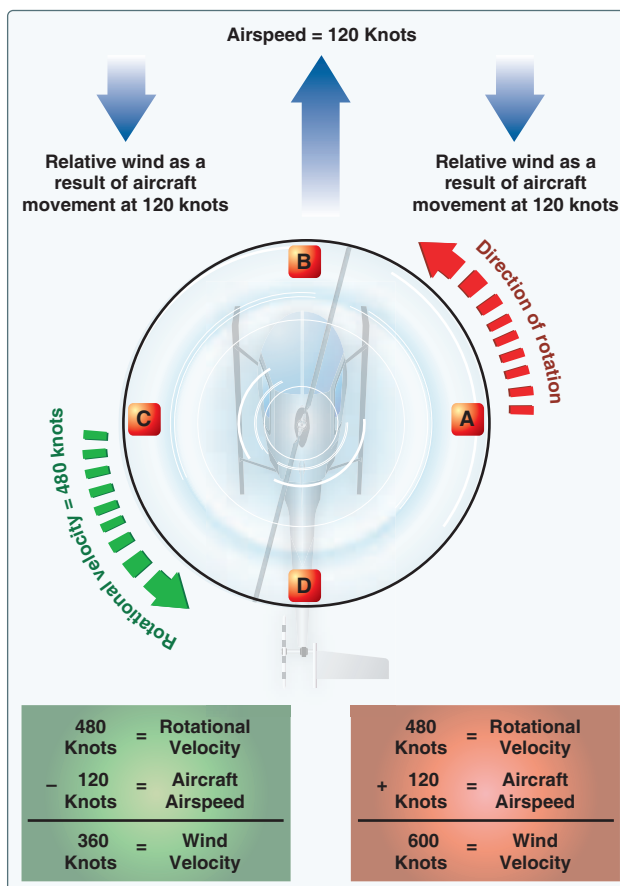 Airspeed = 120 Knots
Relative wind as a
result of aircraft
movement at 120 knots
Relative wind as a
result of aircraft
movement at 120 knots
B
Direction of rotation
C
A
Rotational velocity = 480 knots
D
480 Knots = Rotational Velocity
– 120 Knots = Aircraft Airspeed
360 Knots = Wind Velocity
480 Knots = Rotational Velocity
+ 120 Knots = Aircraft Airspeed
600 Knots = Wind Velocity